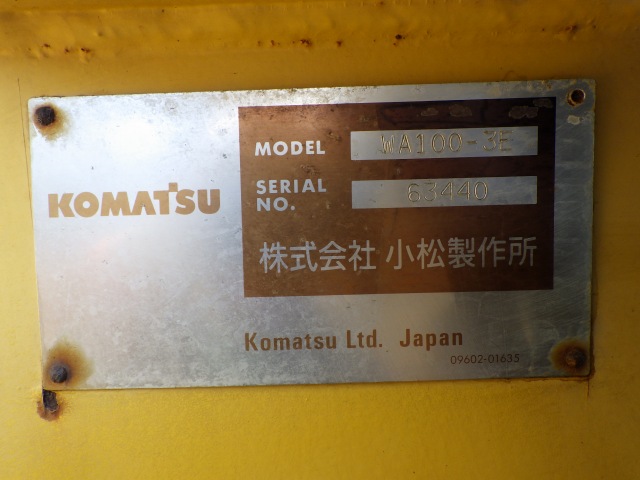 KOMATSU
MODEL WA100-3E
SERIAL NO. 63440
株式会社 小松製作所
Komatsu Ltd. Japan
09602-01635